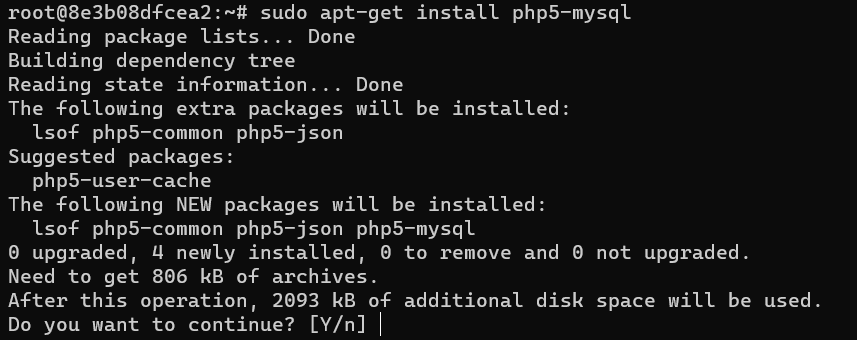 root@8e3b08dfcea2:~# sudo apt-get install php5-mysql
Reading package lists... Done
Building dependency tree
Reading state information... Done
The following extra packages will be installed:
  lsof php5-common php5-json
Suggested packages:
  php5-user-cache
The following NEW packages will be installed:
  lsof php5-common php5-json php5-mysql
0 upgraded, 4 newly installed, 0 to remove and 0 not upgraded.
Need to get 806 kB of archives.
After this operation, 2093 kB of additional disk space will be used.
Do you want to continue? [Y/n]